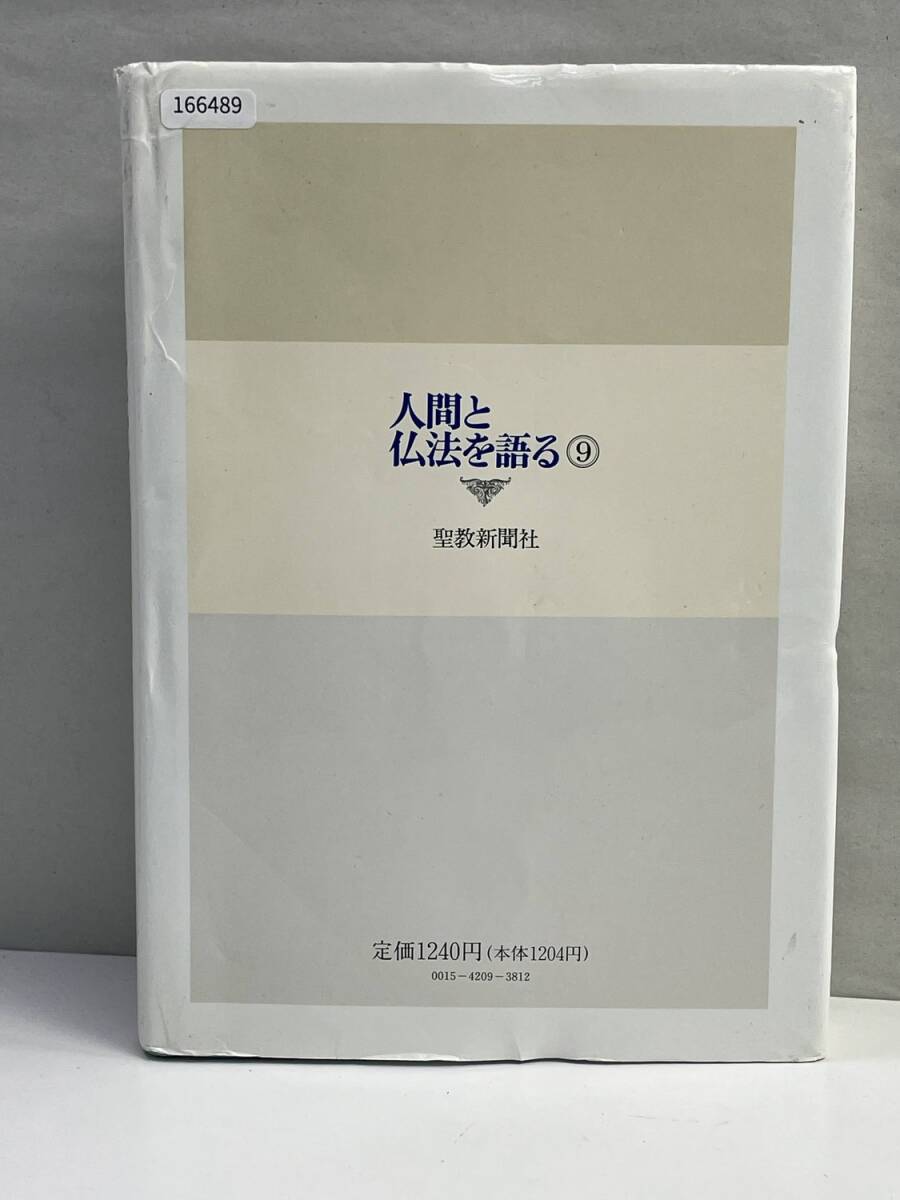 166489
人間と
仏法を語る⑨
聖教新聞社
定価1240円(本体1204円)
0015-4209-3812